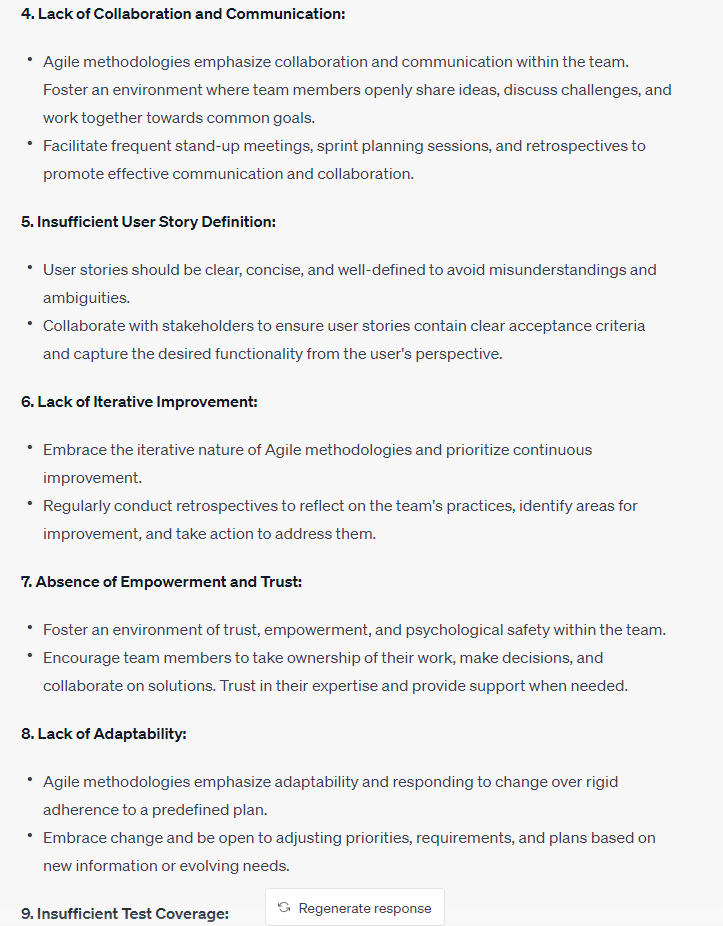 4. Lack of Collaboration and Communication:
• Agile methodologies emphasize collaboration and communication within the team.
Foster an environment where team members openly share ideas, discuss challenges, and
work together towards common goals.
• Facilitate frequent stand-up meetings, sprint planning sessions, and retrospectives to
promote effective communication and collaboration.
5. Insufficient User Story Definition:
• User stories should be clear, concise, and well-defined to avoid misunderstandings and
ambiguities.
• Collaborate with stakeholders to ensure user stories contain clear acceptance criteria
and capture the desired functionality from the user's perspective.
6. Lack of Iterative Improvement:
• Embrace the iterative nature of Agile methodologies and prioritize continuous
improvement.
• Regularly conduct retrospectives to reflect on the team's practices, identify areas for
improvement, and take action to address them.
7. Absence of Empowerment and Trust:
• Foster an environment of trust, empowerment, and psychological safety within the team.
• Encourage team members to take ownership of their work, make decisions, and
collaborate on solutions. Trust in their expertise and provide support when needed.
8. Lack of Adaptability:
• Agile methodologies emphasize adaptability and responding to change over rigid
adherence to a predefined plan.
• Embrace change and be open to adjusting priorities, requirements, and plans based on
new information or evolving needs.
9. Insufficient Test Coverage:
Regenerate response